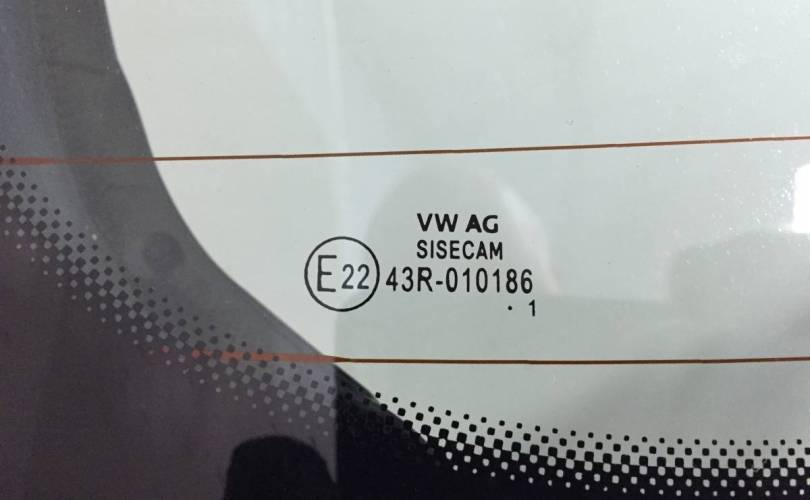 VW AG
SISECAM
E22 43R-010186
. 1